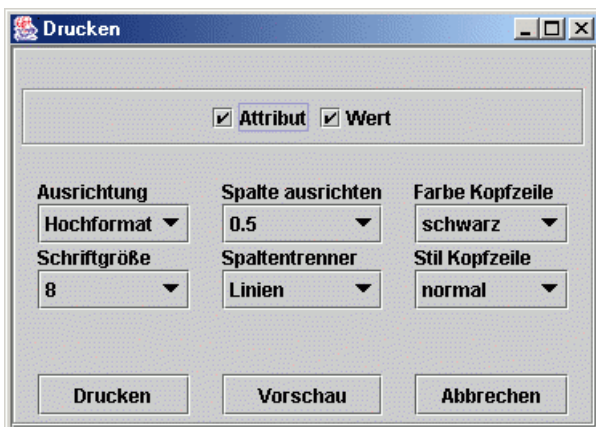 Drucken
Attribut Wert
Ausrichtung Spalte ausrichten Farbe Kopfzeile
Hochformat 0.5 schwarz
Schriftgröße Spaltentrenner Stil Kopfzeile
8 Linien normal
Drucken Vorschau Abbrechen